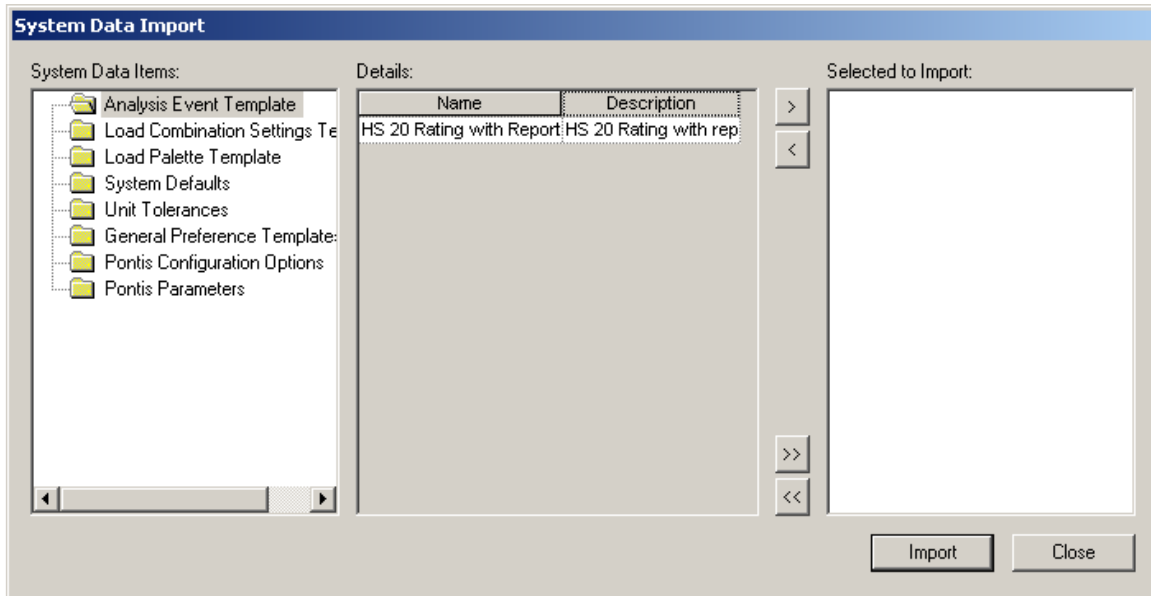 System Data Import
System Data Items:
Analysis Event Template
Load Combination Settings Te
Load Palette Template
System Defaults
Unit Tolerances
General Preference Templates
Pontis Configuration Options
Pontis Parameters
Details:
Name Description
HS 20 Rating with Report HS 20 Rating with rep
>
<
>>
<<
Selected to Import:
Import Close